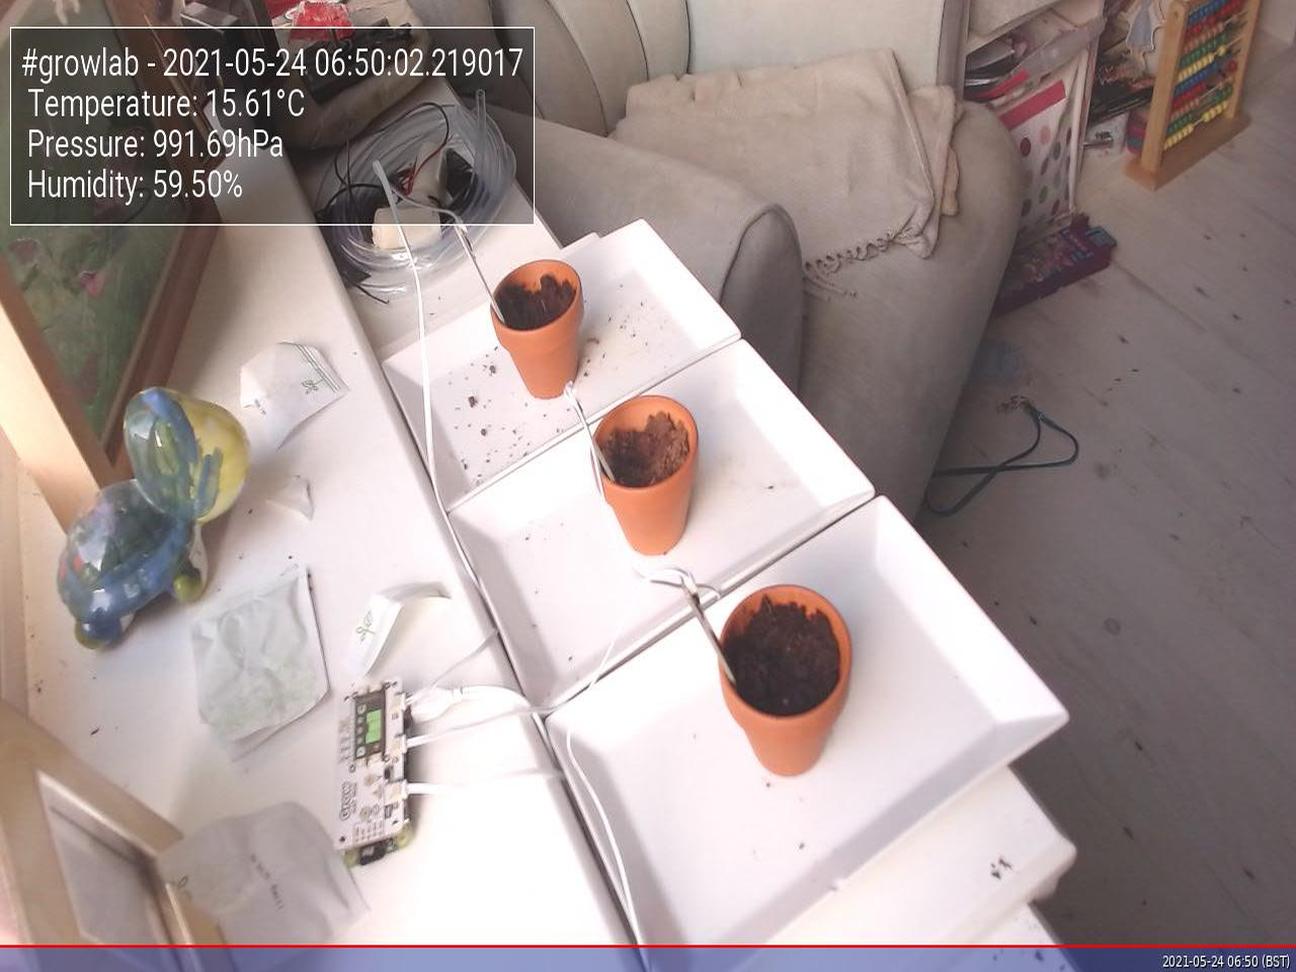 #growlab - 2021-05-24 06:50:02.219017
Temperature: 15.61°C
Pressure: 991.69hPa
Humidity: 59.50%
Grow
2021-05-24 06:50 (BST)